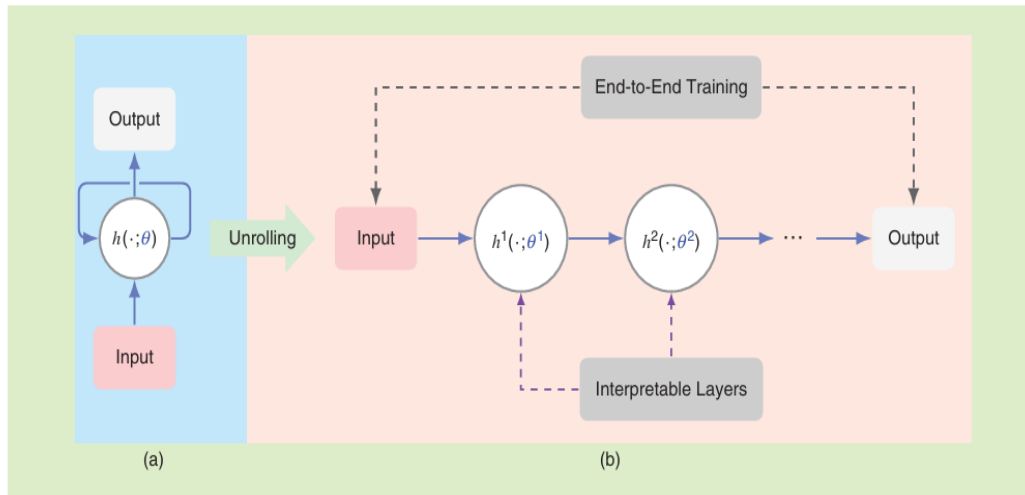 Output
h(·;θ)
Input
(a)
Unrolling
End-to-End Training
Input
h¹(·;θ¹)
h²(·;θ²)
...
Output
Interpretable Layers
(b)